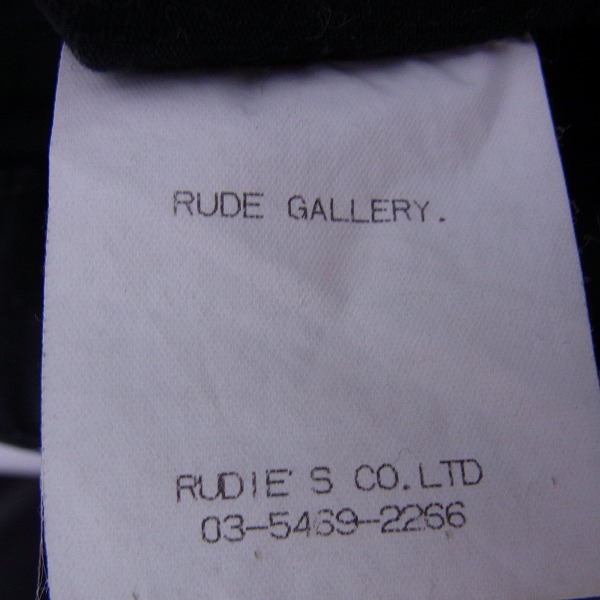 RUDE GALLERY.
RUDIE'S CO.LTD
03-5469-2266